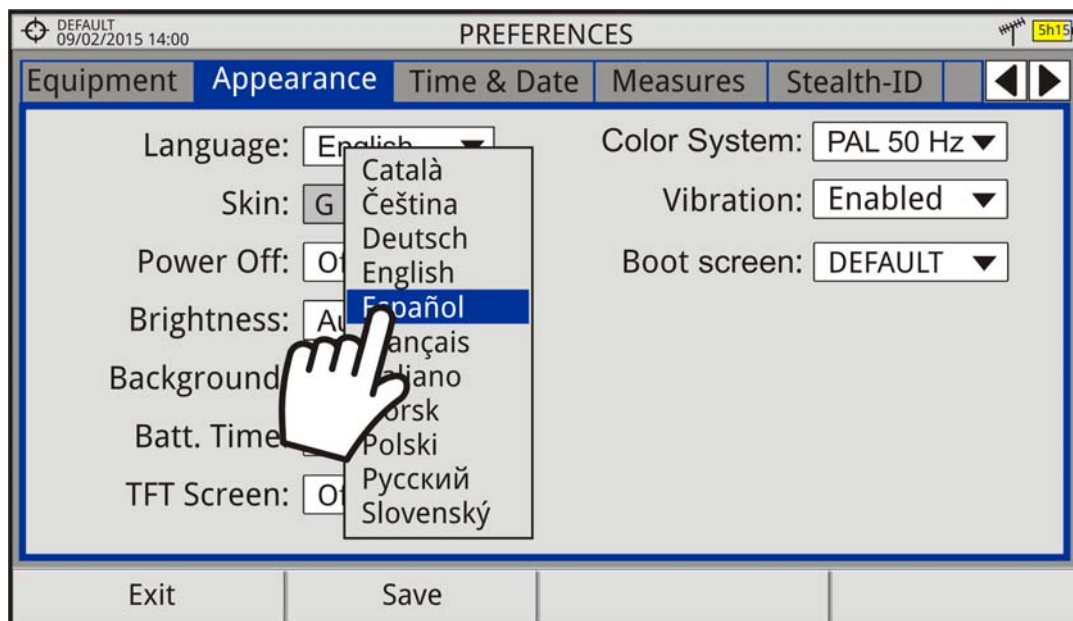 DEFAULT
09/02/2015 14:00
PREFERENCES
5h15
Equipment Appearance Time & Date Measures Stealth-ID
Language: English
Color System: PAL 50 Hz
Skin: G
Vibration: Enabled
Power Off:
Boot screen: DEFAULT
Brightness:
Background
Batt. Time
TFT Screen:
Català
Čeština
Deutsch
English
Español
Polski
Русский
Slovenský
Exit Save